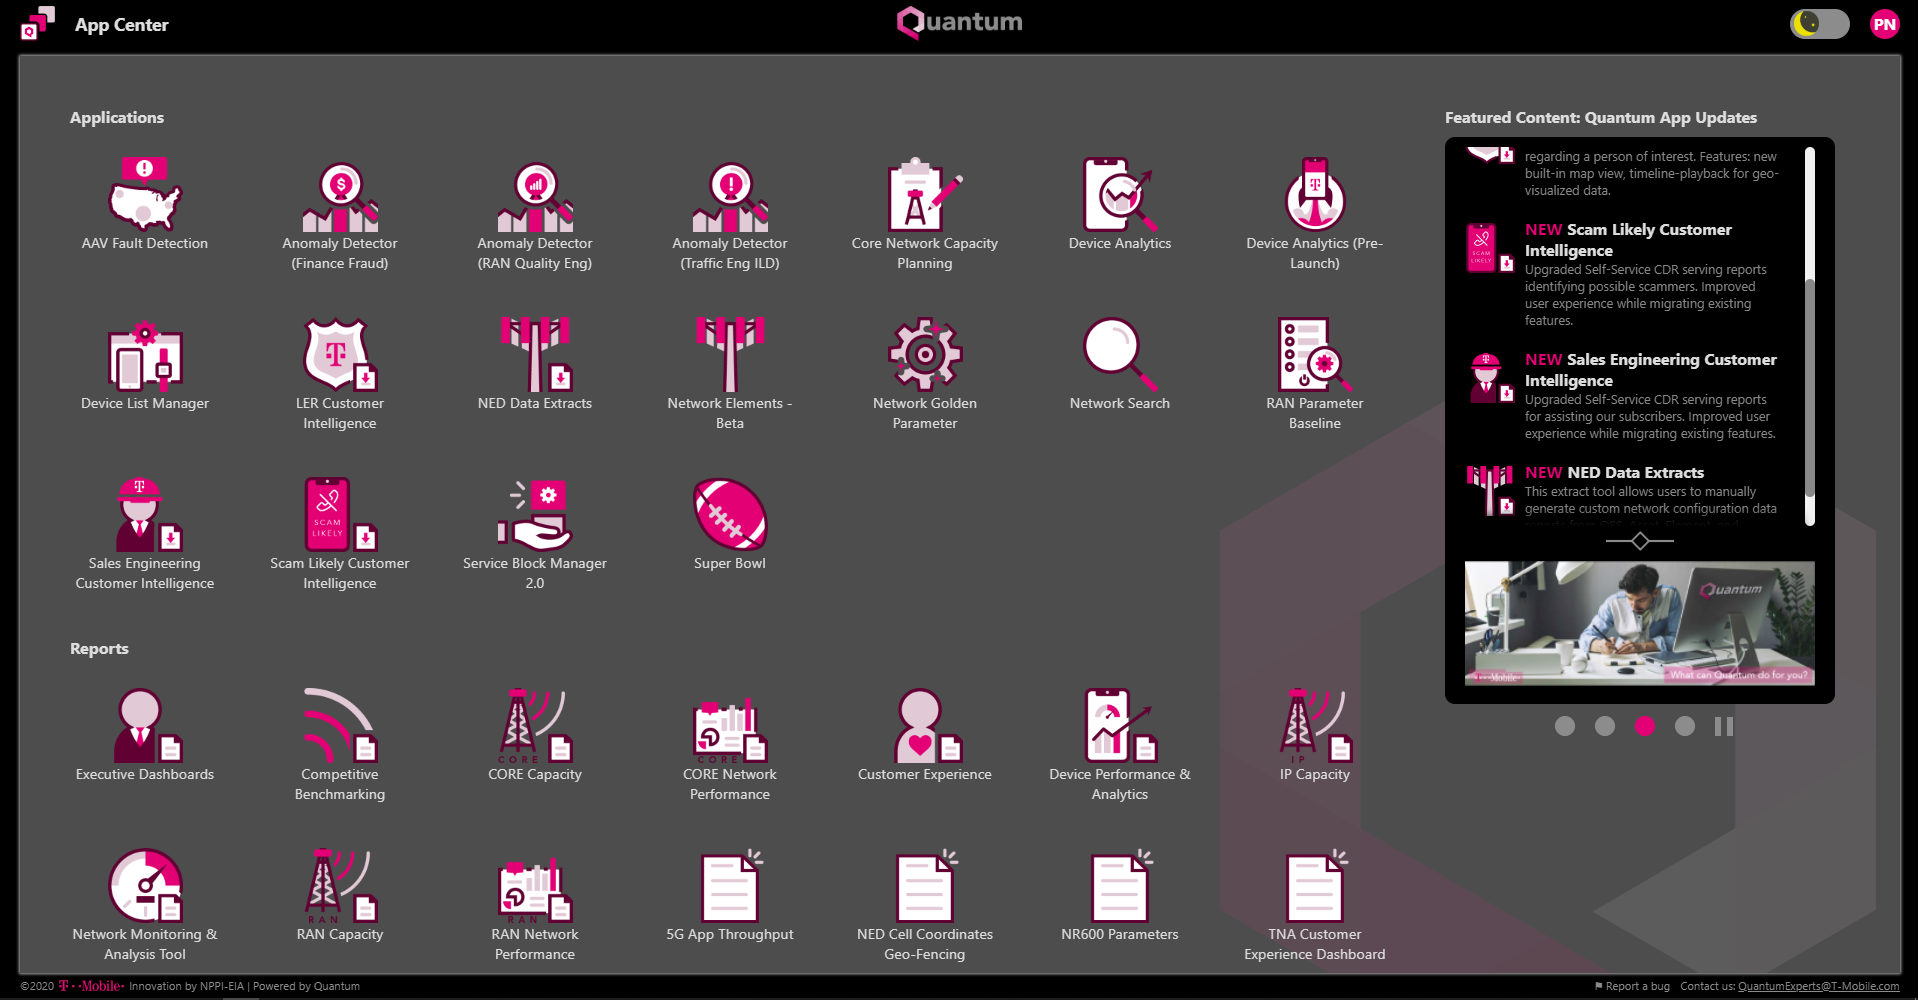 App Center
Quantum
PN
Applications
AAV Fault Detection
Anomaly Detector
(Finance Fraud)
Anomaly Detector
(RAN Quality Eng)
Anomaly Detector
(Traffic Eng ILD)
Core Network Capacity
Planning
Device Analytics
Device Analytics (Pre-
Launch)
Device List Manager
LER Customer
Intelligence
NED Data Extracts
Network Elements -
Beta
Network Golden
Parameter
Network Search
RAN Parameter
Baseline
SCAM
LIKELY
Sales Engineering
Customer Intelligence
Scam Likely Customer
Intelligence
Service Block Manager
2.0
Super Bowl
Reports
Executive Dashboards
Competitive
Benchmarking
CORE
CORE Capacity
CORE
CORE Network
Performance
Customer Experience
Device Performance &
Analytics
IP
IP Capacity
Network Monitoring &
Analysis Tool
RAN
RAN Capacity
RAN
RAN Network
Performance
5G App Throughput
NED Cell Coordinates
Geo-Fencing
NR600 Parameters
TNA Customer
Experience Dashboard
Featured Content: Quantum App Updates
regarding a person of interest. Features: new
built-in map view, timeline-playback for geo-
visualized data.
SCAM
LIKELY
NEW Scam Likely Customer
Intelligence
Upgraded Self-Service CDR serving reports
identifying possible scammers. Improved
user experience while migrating existing
features.
NEW Sales Engineering Customer
Intelligence
Upgraded Self-Service CDR serving reports
for assisting our subscribers. Improved user
experience while migrating existing features.
NEW NED Data Extracts
This extract tool allows users to manually
generate custom network configuration data
Quantum
T··Mobile·
What can Quantum do for you?
©2020 T··Mobile· Innovation by NPPI-EIA | Powered by Quantum
Report a bug Contact us: QuantumExperts@T-Mobile.com